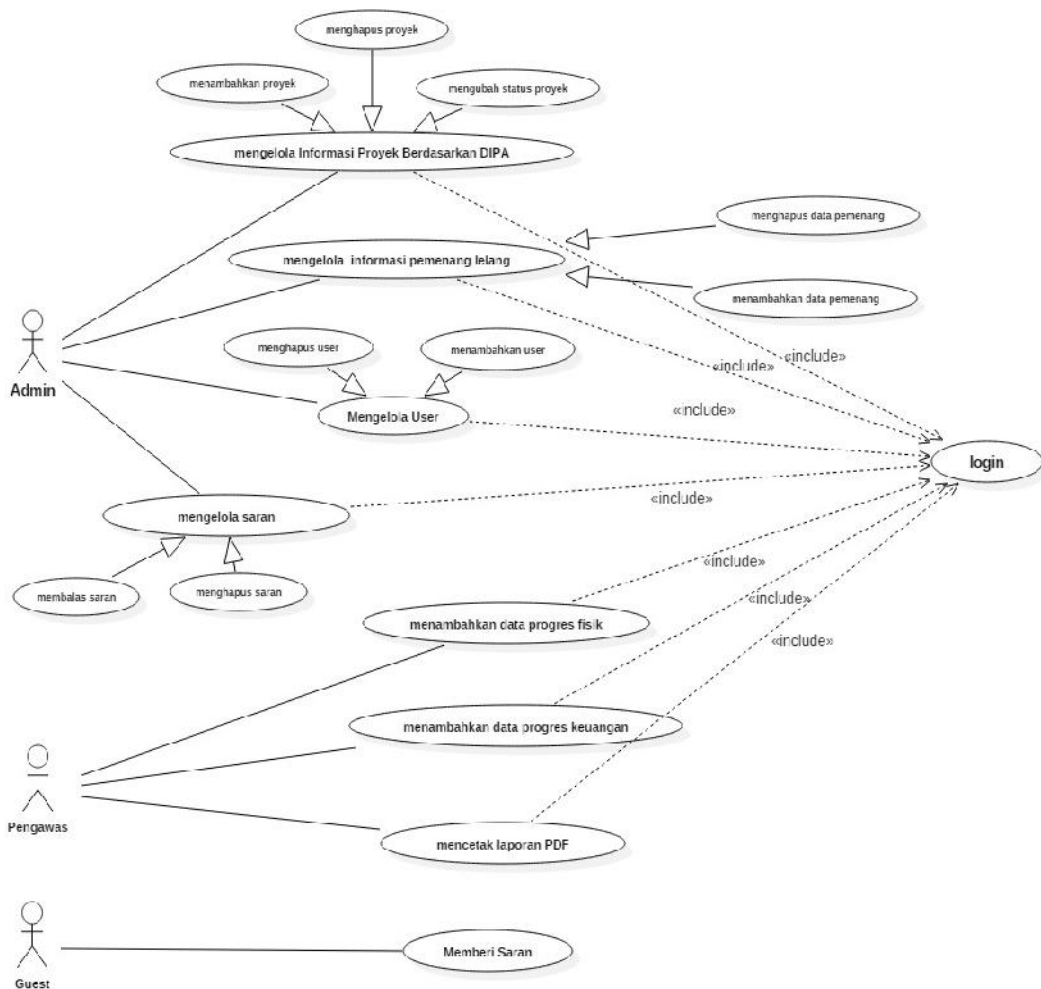 menghapus proyek
menambahkan proyek
mengubah status proyek
mengelola Informasi Proyek Berdasarkan DIPA
menghapus data pemenang
mengelola informasi pemenang lelang
menambahkan data pemenang
menghapus user
menambahkan user
«include»
«include»
Admin
Mengelola User
«include»
login
mengelola saran
«include»
membalas saran
menghapus saran
«include»
menambahkan data progres fisik
«include»
«include»
menambahkan data progres keuangan
Pengawas
mencetak laporan PDF
Memberi Saran
Guest